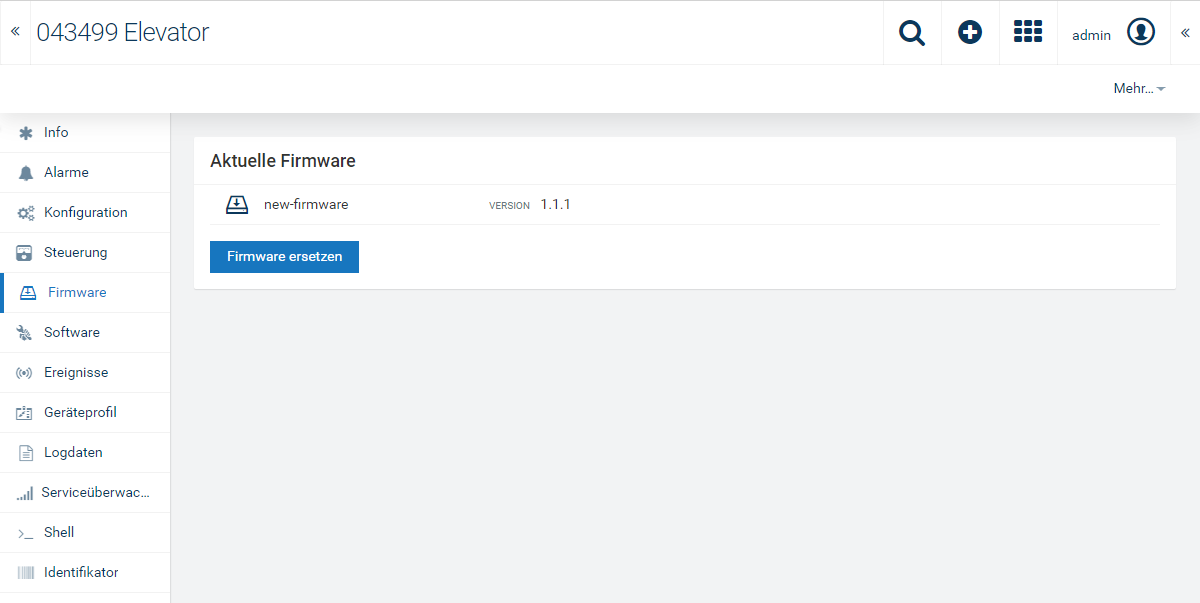 043499 Elevator
admin
Mehr...
Info
Alarme
Konfiguration
Steuerung
Firmware
Software
Ereignisse
Geräteprofil
Logdaten
Serviceüberwac...
Shell
Identifikator
Aktuelle Firmware
new-firmware VERSION 1.1.1
Firmware ersetzen